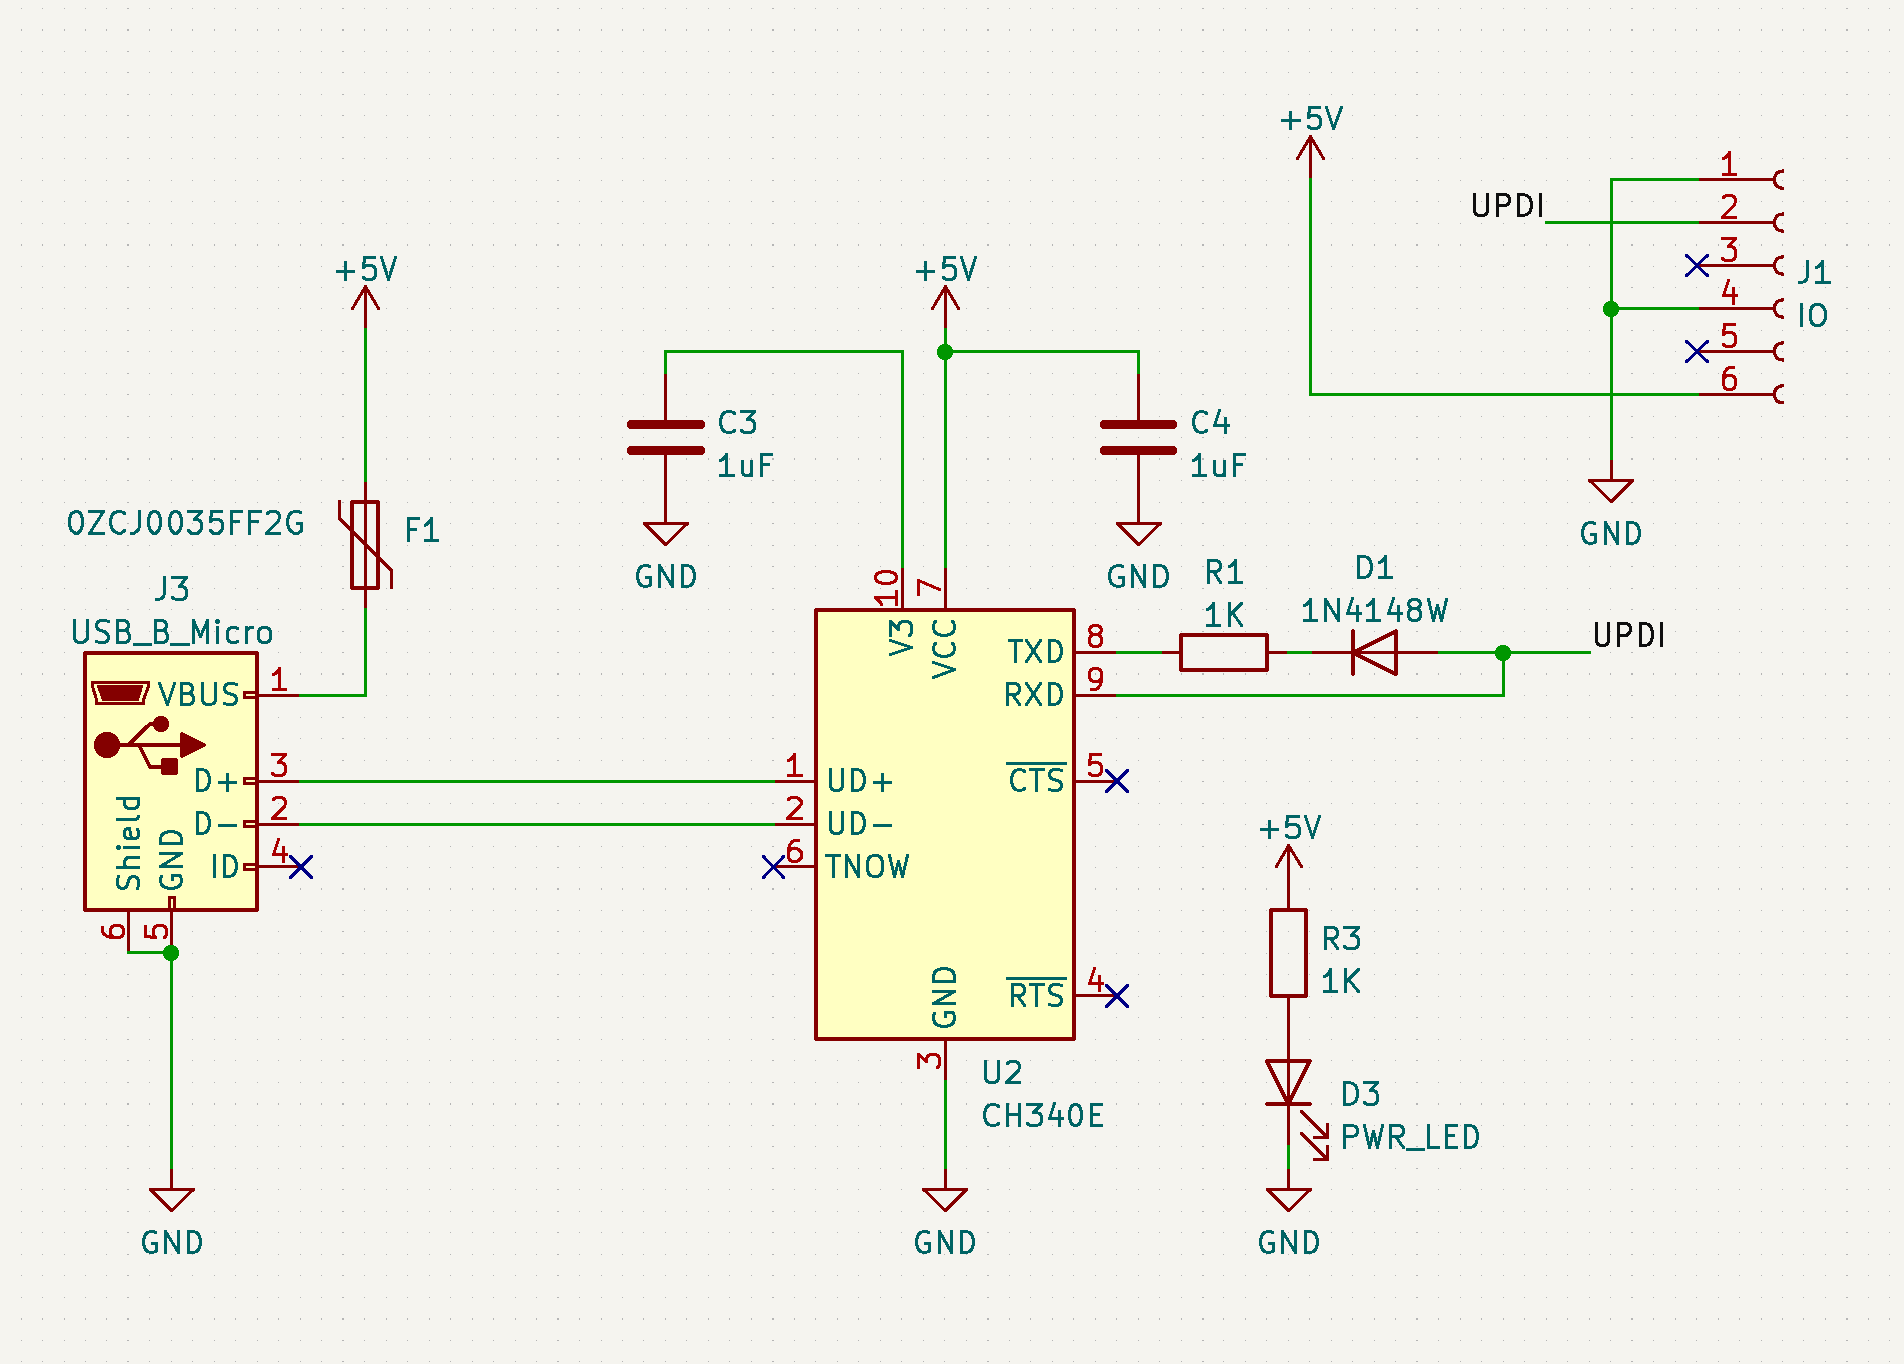 +5V
1
UPDI
2
3
J1
4
IO
5
6
GND
+5V
+5V
C3
1uF
GND
C4
1uF
GND
0ZCJ0035FF2G
F1
J3
USB_B_Micro
VBUS
1
D+
3
D-
2
ID
4
Shield
GND
6
5
GND
10
7
V3
VCC
TXD
8
RXD
9
R1
1K
D1
1N4148W
UPDI
1
UD+
2
UD-
6
TNOW
CTS
5
RTS
4
GND
3
U2
CH340E
GND
+5V
R3
1K
D3
PWR_LED
GND